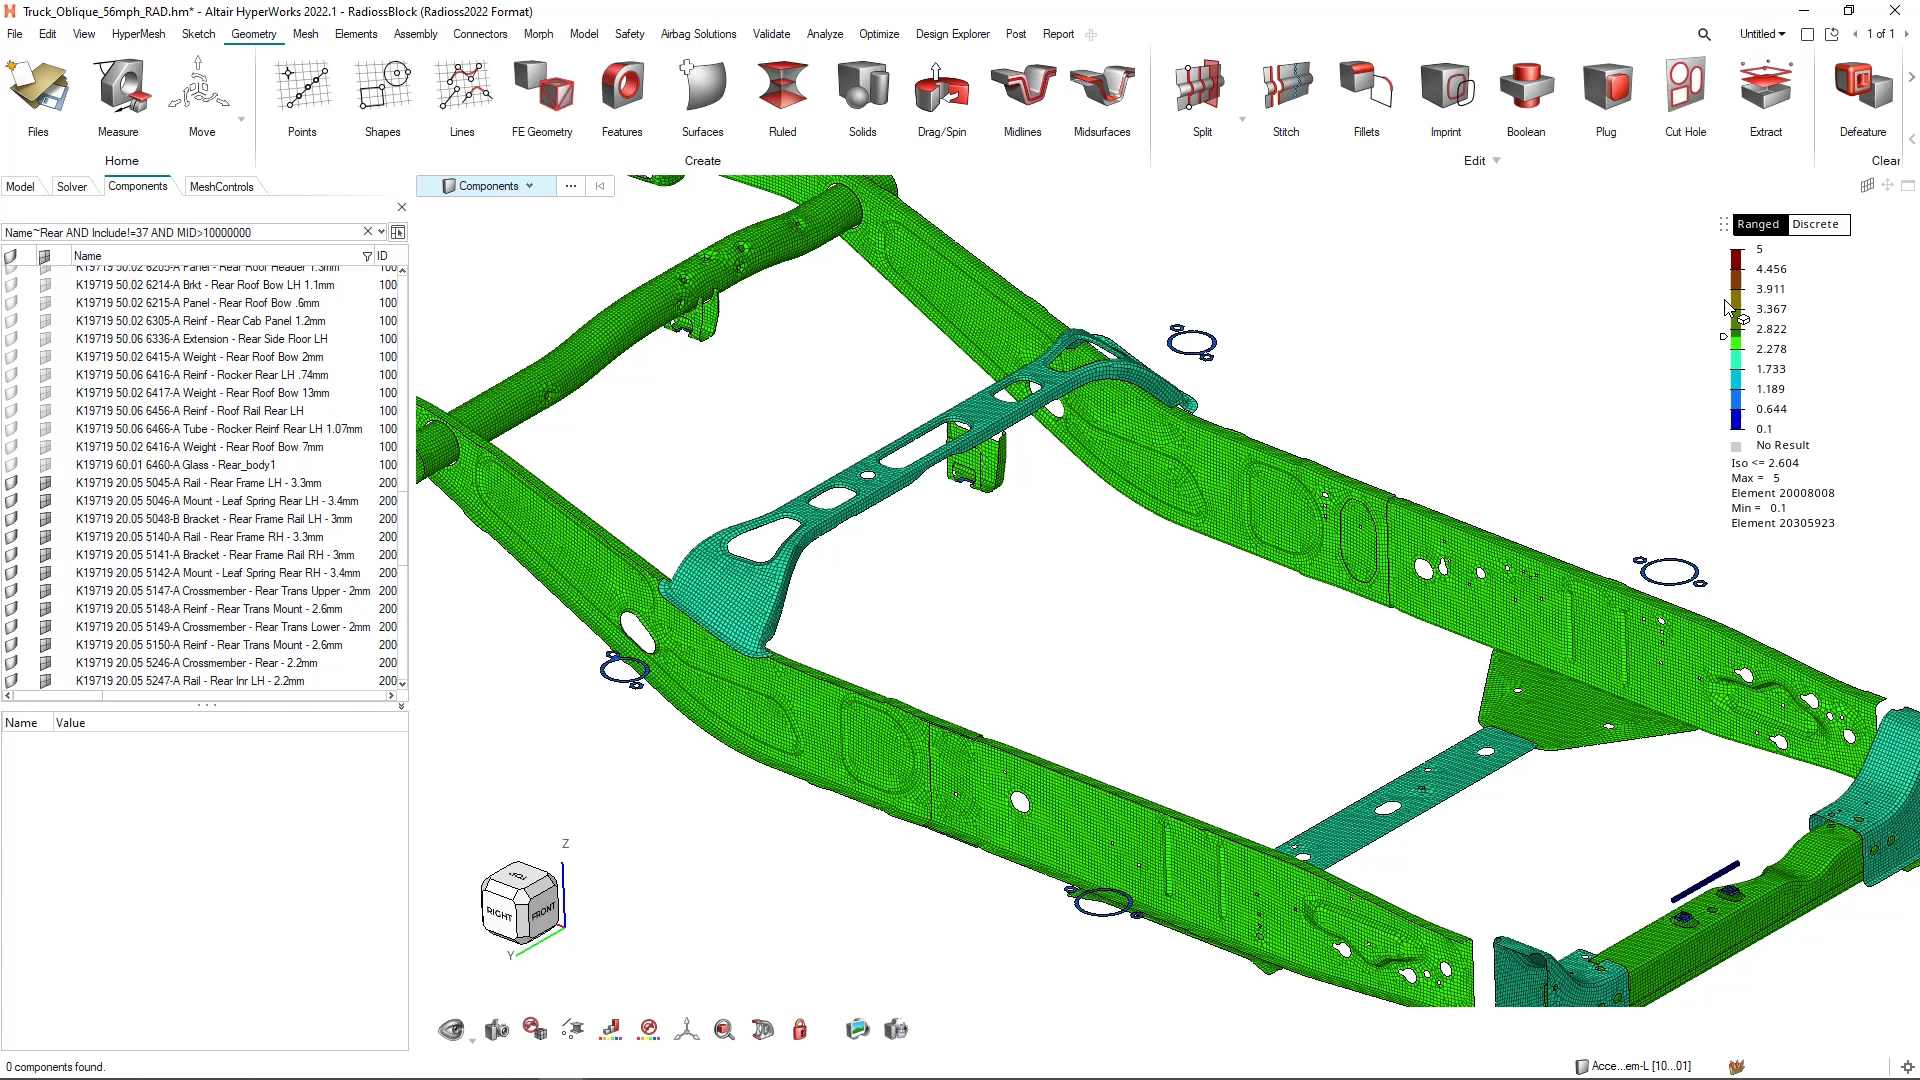 Truck_Oblique_56mph_RAD.hm* - Altair HyperWorks 2022.1 - RadiossBlock (Radioss2022 Format)
File Edit View HyperMesh Sketch Geometry Mesh Elements Assembly Connectors Morph Model Safety Airbag Solutions Validate Analyze Optimize Design Explorer Post Report Untitled 1 of 1
Files Measure Move Points Shapes Lines FE Geometry Features Surfaces Ruled Solids Drag/Spin Midlines Midsurfaces Split Stitch Fillets Imprint Boolean Plug Cut Hole Extract Defeature
Home Create Edit Clear
Model Solver Components MeshControls
Components
Name~Rear AND Include!=37 AND MID>10000000
Name ID
K19719 50.02 6205-A Panel - Rear Roof Header 1.3mm 100
K19719 50.02 6214-A Brkt - Rear Roof Bow LH 1.1mm 100
K19719 50.02 6215-A Panel - Rear Roof Bow .6mm 100
K19719 50.02 6305-A Reinf - Rear Cab Panel 1.2mm 100
K19719 50.06 6336-A Extension - Rear Side Floor LH 100
K19719 50.02 6415-A Weight - Rear Roof Bow 2mm 100
K19719 50.06 6416-A Reinf - Rocker Rear LH .74mm 100
K19719 50.02 6417-A Weight - Rear Roof Bow 13mm 100
K19719 50.06 6456-A Reinf - Roof Rail Rear LH 100
K19719 50.06 6466-A Tube - Rocker Reinf Rear LH 1.07mm 100
K19719 50.02 6416-A Weight - Rear Roof Bow 7mm 100
K19719 60.01 6460-A Glass - Rear_body1 100
K19719 20.05 5045-A Rail - Rear Frame LH - 3.3mm 200
K19719 20.05 5046-A Mount - Leaf Spring Rear LH - 3.4mm 200
K19719 20.05 5048-B Bracket - Rear Frame Rail LH - 3mm 200
K19719 20.05 5140-A Rail - Rear Frame RH - 3.3mm 200
K19719 20.05 5141-A Bracket - Rear Frame Rail RH - 3mm 200
K19719 20.05 5142-A Mount - Leaf Spring Rear RH - 3.4mm 200
K19719 20.05 5147-A Crossmember - Rear Trans Upper - 2mm 200
K19719 20.05 5148-A Reinf - Rear Trans Mount - 2.6mm 200
K19719 20.05 5149-A Crossmember - Rear Trans Lower - 2mm 200
K19719 20.05 5150-A Reinf - Rear Trans Mount - 2.6mm 200
K19719 20.05 5246-A Crossmember - Rear - 2.2mm 200
K19719 20.05 5247-A Rail - Rear Inr LH - 2.2mm 200
Name Value
Ranged Discrete
5
4.456
3.911
3.367
2.822
2.278
1.733
1.189
0.644
0.1
No Result
Iso <= 2.604
Max = 5
Element 20008008
Min = 0.1
Element 20305923
Z
TOP
RIGHT FRONT
Y
0 components found.
Acce...em-L [10...01]